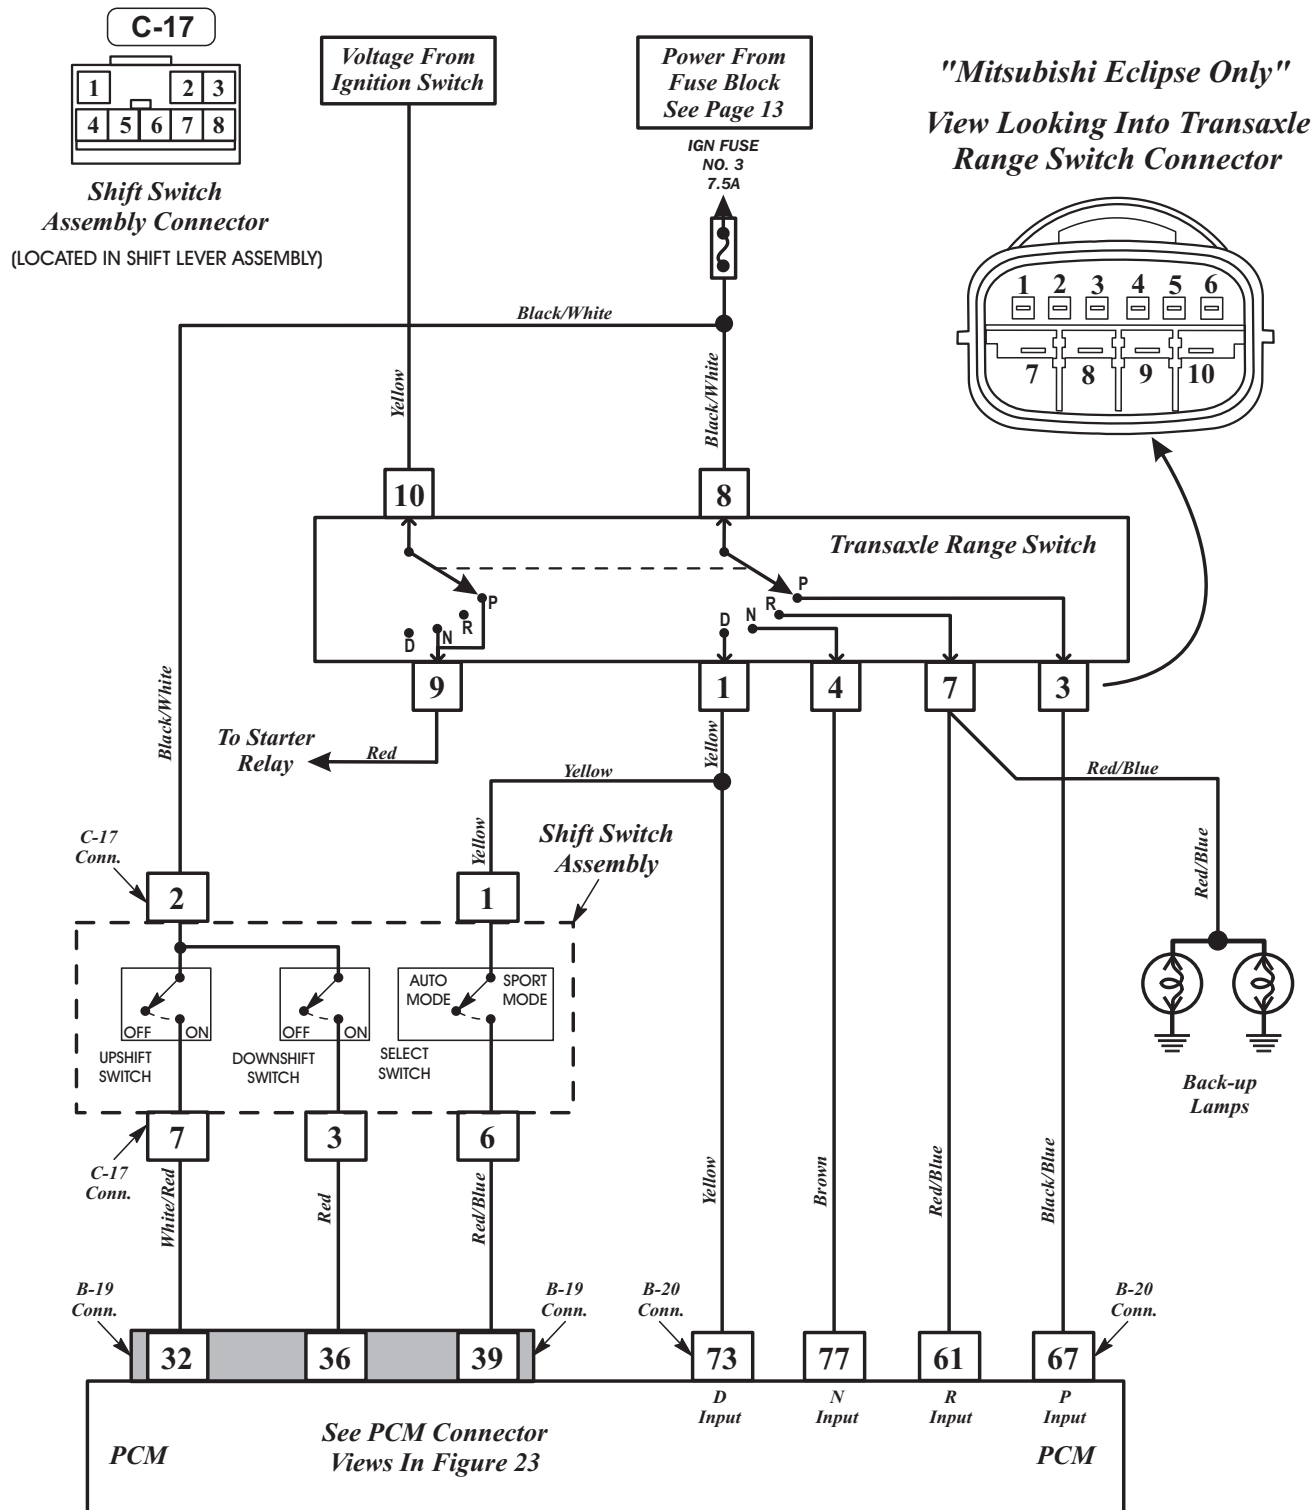 C-17
1
2
3
4
5
6
7
8
Shift Switch
Assembly Connector
(LOCATED IN SHIFT LEVER ASSEMBLY)
Voltage From
Ignition Switch
Power From
Fuse Block
See Page 13
IGN FUSE
NO. 3
7.5A
"Mitsubishi Eclipse Only"
View Looking Into Transaxle
Range Switch Connector
1
2
3
4
5
6
7
8
9
10
Black/White
Yellow
Black/White
10
8
Transaxle Range Switch
P
R
N
D
P
R
N
D
9
1
4
7
3
Black/White
To Starter
Relay
Red
Yellow
Yellow
Red/Blue
Yellow
Red/Blue
C-17
Conn.
Shift Switch
Assembly
2
1
AUTO
MODE
SPORT
MODE
OFF
ON
OFF
ON
UPSHIFT
SWITCH
DOWNSHIFT
SWITCH
SELECT
SWITCH
Back-up
Lamps
7
3
6
C-17
Conn.
White/Red
Red
Red/Blue
Yellow
Brown
Red/Blue
Black/Blue
B-19
Conn.
B-19
Conn.
B-20
Conn.
B-20
Conn.
32
36
39
73
77
61
67
D
Input
N
Input
R
Input
P
Input
PCM
See PCM Connector
Views In Figure 23
PCM